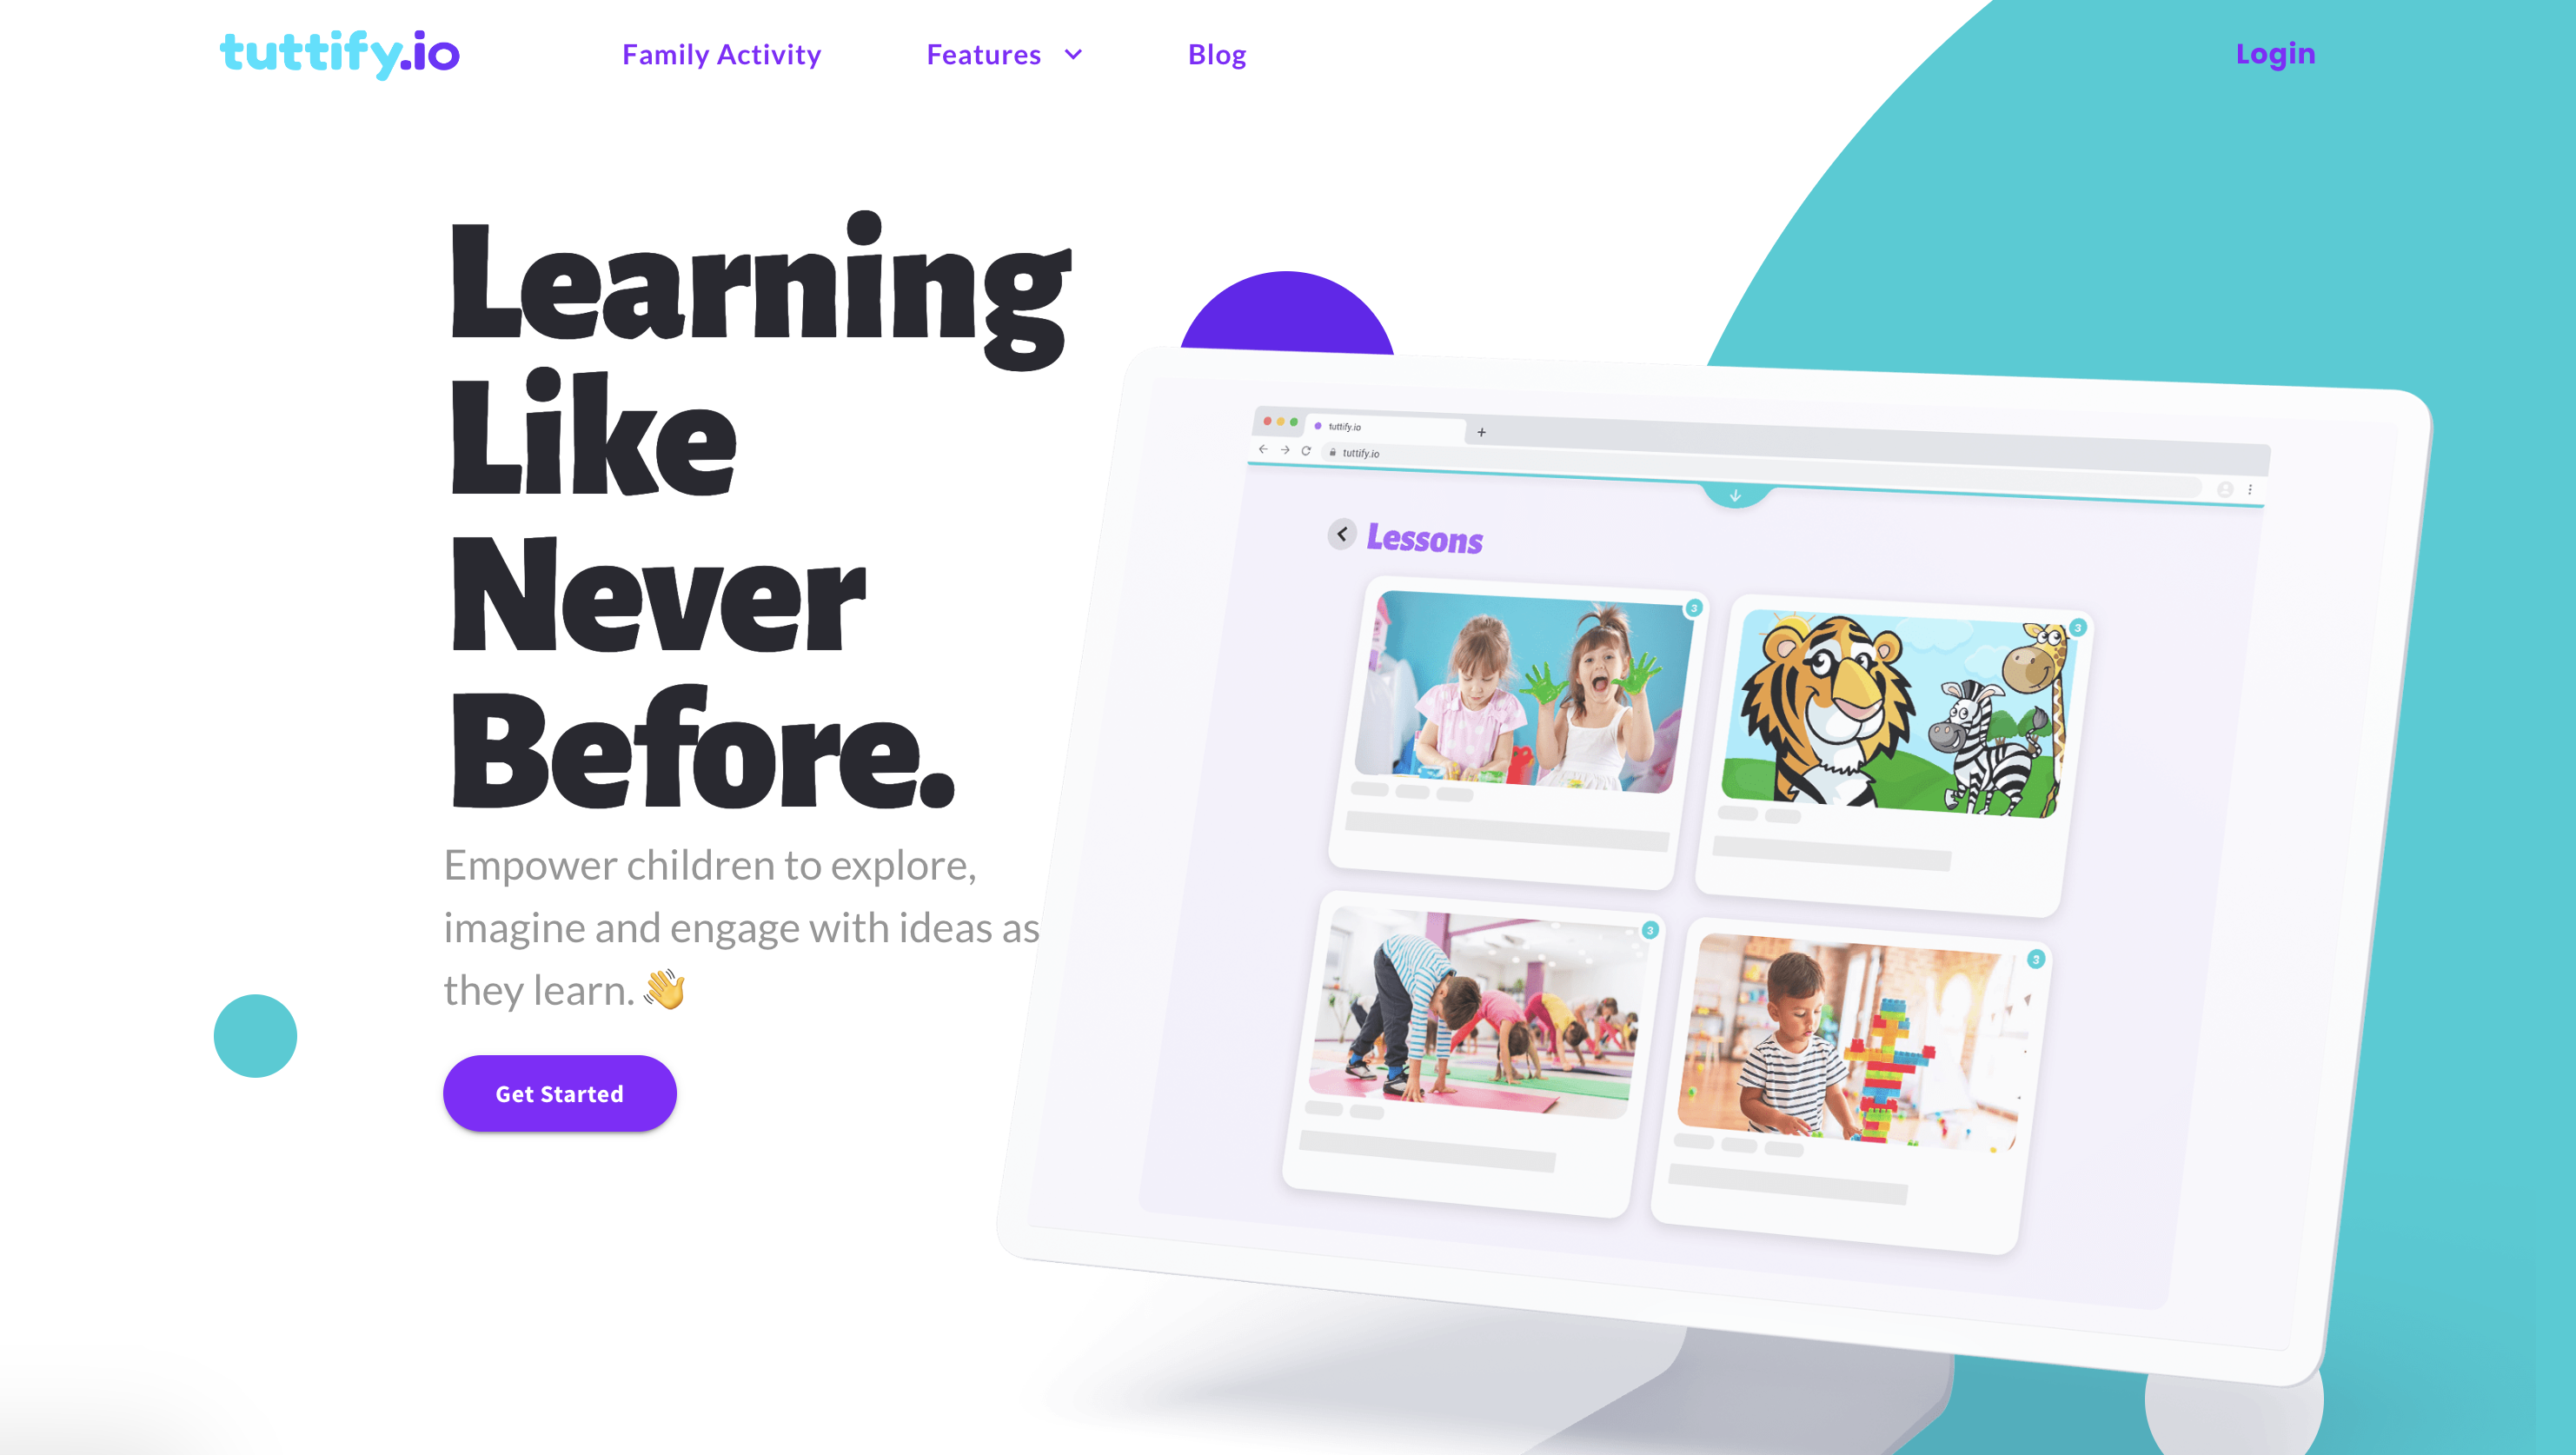 tuttify.io
Family Activity
Features
Blog
Login
Learning
Like
Never
Before.
Empower children to explore,
imagine and engage with ideas as
they learn. 👋
Get Started
tuttify.io
tuttify.io
Lessons
3
3
3
3